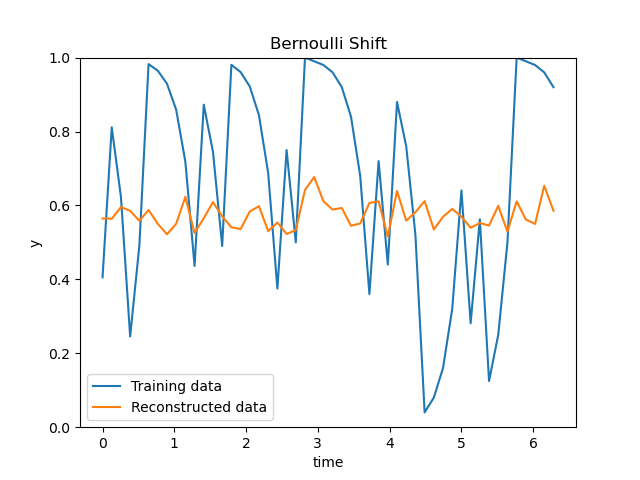 Bernoulli Shift
1.0
0.8
0.6
0.4
0.2
0.0
y
Training data
Reconstructed data
0 1 2 3 4 5 6
time